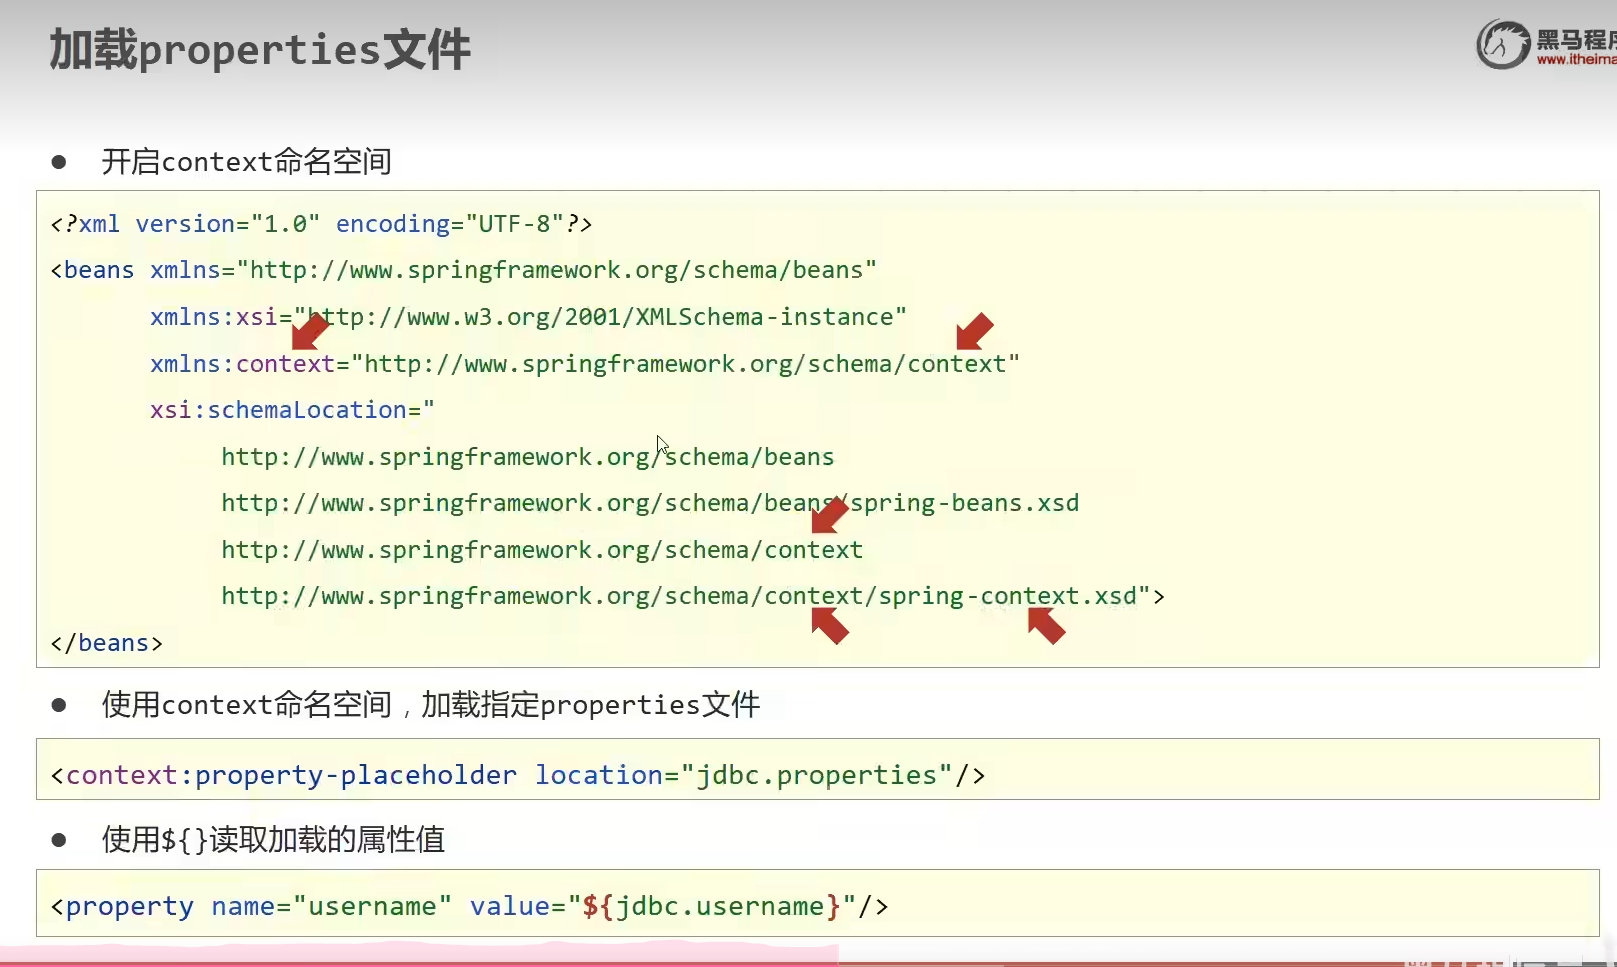 加载properties文件
黑马程序
www.itheima
● 开启context命名空间
<?xml version="1.0" encoding="UTF-8"?>
<beans xmlns="http://www.springframework.org/schema/beans"
xmlns:xsi="http://www.w3.org/2001/XMLSchema-instance"
xmlns:context="http://www.springframework.org/schema/context"
xsi:schemaLocation="
http://www.springframework.org/schema/beans
http://www.springframework.org/schema/beans/spring-beans.xsd
http://www.springframework.org/schema/context
http://www.springframework.org/schema/context/spring-context.xsd">
</beans>
● 使用context命名空间，加载指定properties文件
<context:property-placeholder location="jdbc.properties"/>
● 使用${}读取加载的属性值
<property name="username" value="${jdbc.username}"/>